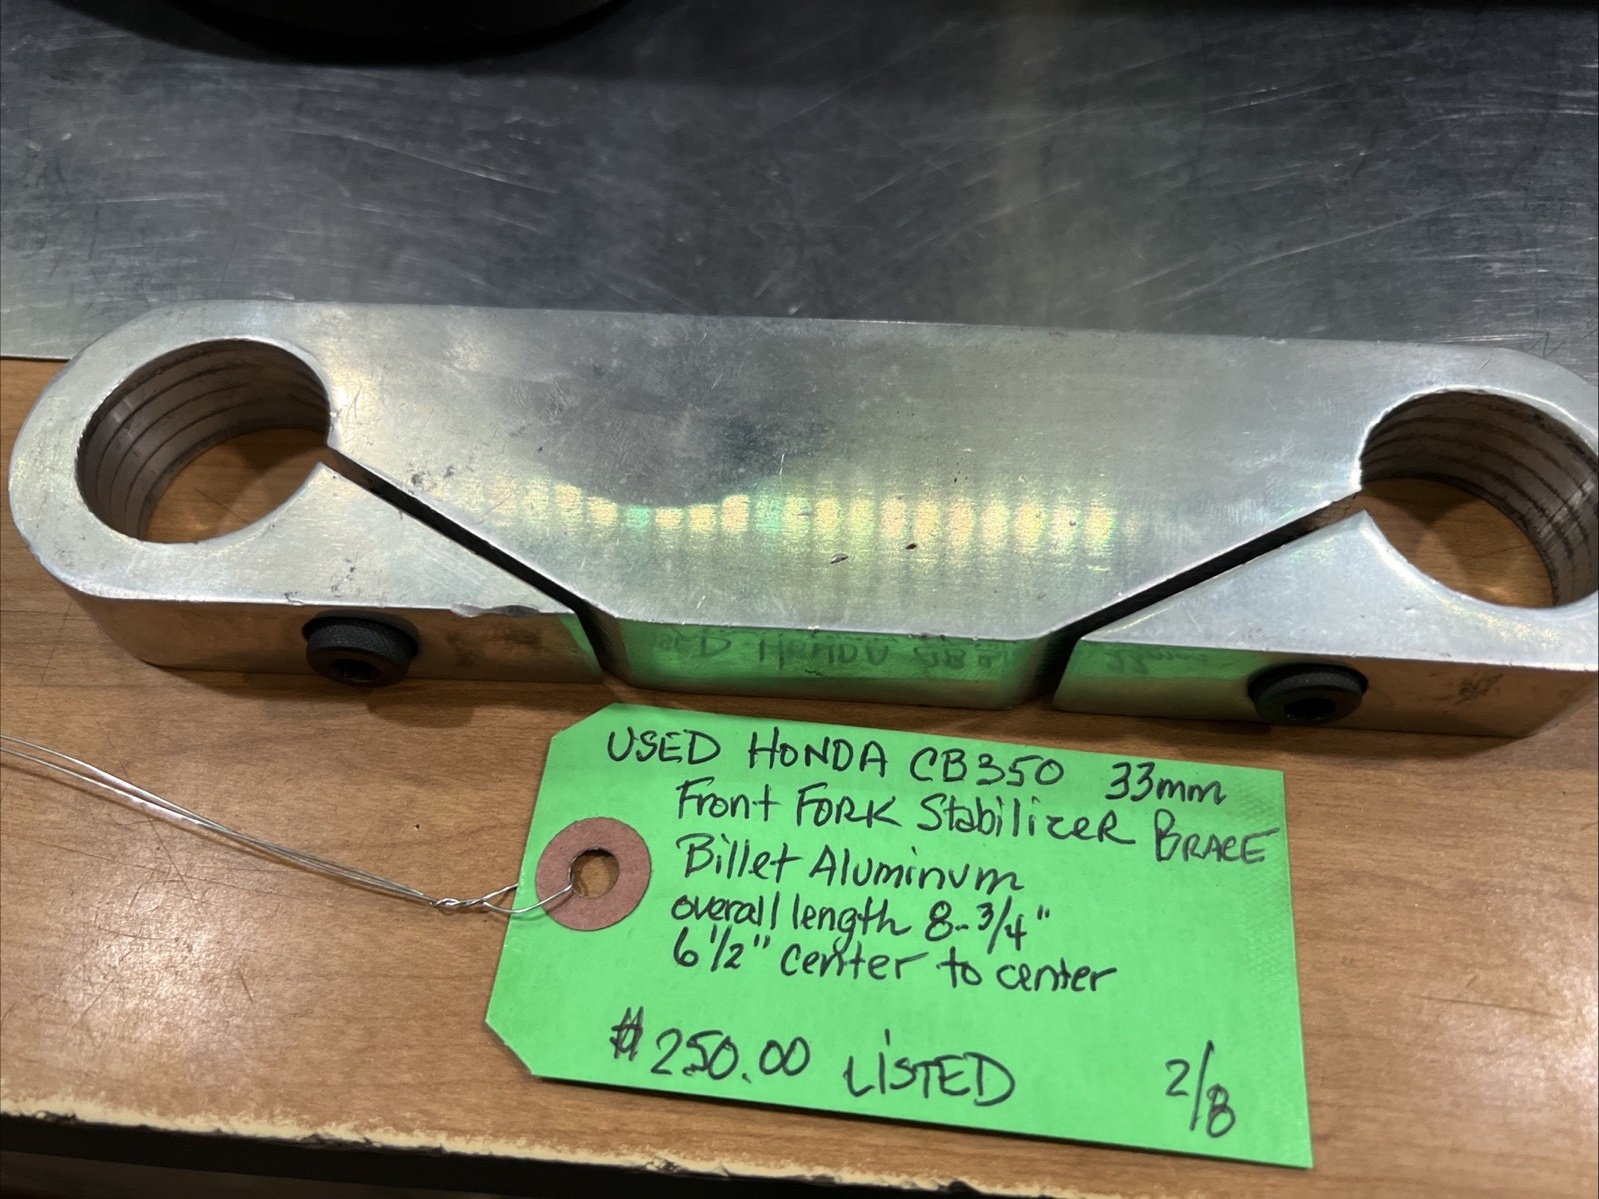 USED HONDA CB350 33mm
Front FORK StabilizeR BRACE
Billet Aluminum
overall length 8-3/4"
6 1/2" center to center
$250.00 LiSTED 2/8